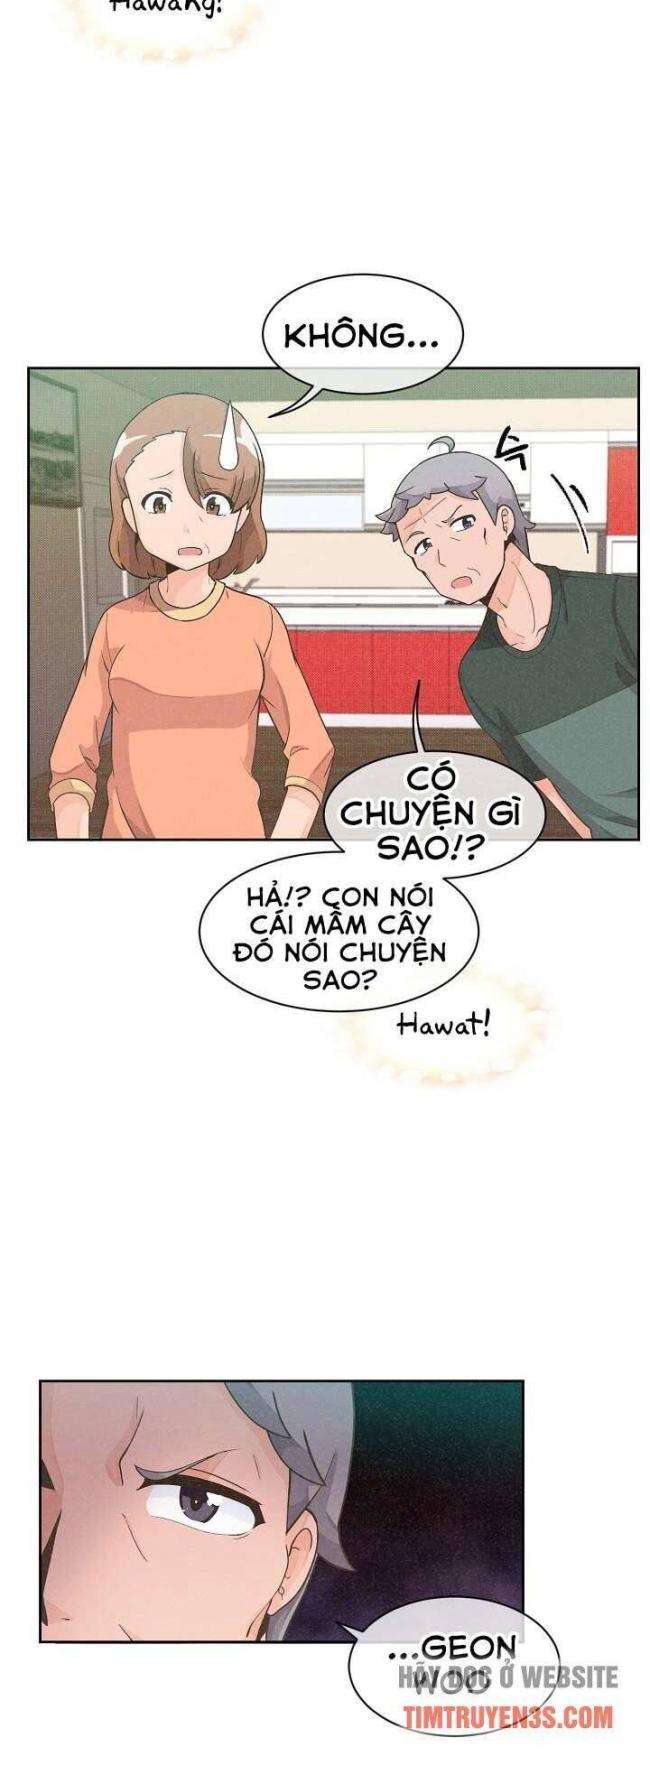 Hawang!
KHÔNG...
CÓ
CHUYỆN GÌ
SAO!?
HẢ!? CON NÓI
CÁI MẦM CÂY
ĐÓ NÓI CHUYỆN
SAO?
Hawat!
...GEON
WOO
HÃY ĐỌC Ở WEBSITE
TIMTRUYEN3S.COM